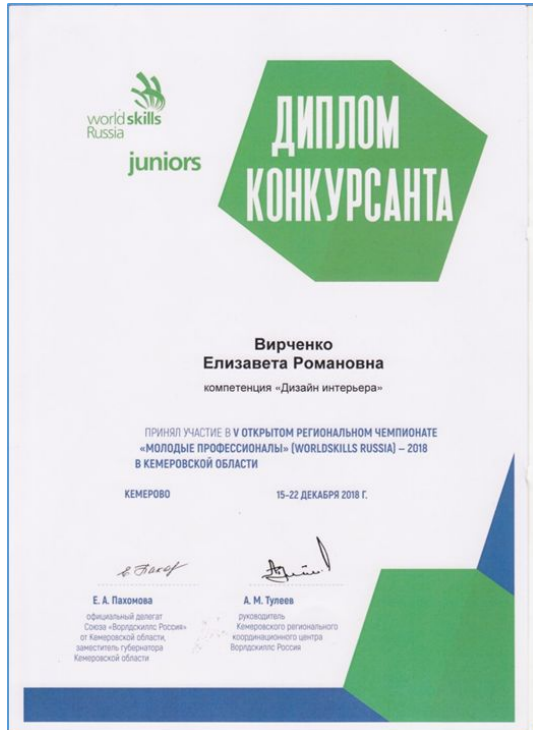 world skills
Russia
juniors
ДИПЛОМ
КОНКУРСАНТА
Вирченко
Елизавета Романовна
компетенция «Дизайн интерьера»
ПРИНЯЛ УЧАСТИЕ В V ОТКРЫТОМ РЕГИОНАЛЬНОМ ЧЕМПИОНАТЕ
«МОЛОДЫЕ ПРОФЕССИОНАЛЫ» (WORLDSKILLS RUSSIA) – 2018
В КЕМЕРОВСКОЙ ОБЛАСТИ
КЕМЕРОВО 15-22 ДЕКАБРЯ 2018 Г.
Е. А. Пахомова
официальный делегат
Союза «Ворлдскиллс Россия»
от Кемеровской области,
заместитель губернатора
Кемеровской области
А. М. Тулеев
руководитель
Кемеровского регионального
координационного центра
Ворлдскиллс Россия